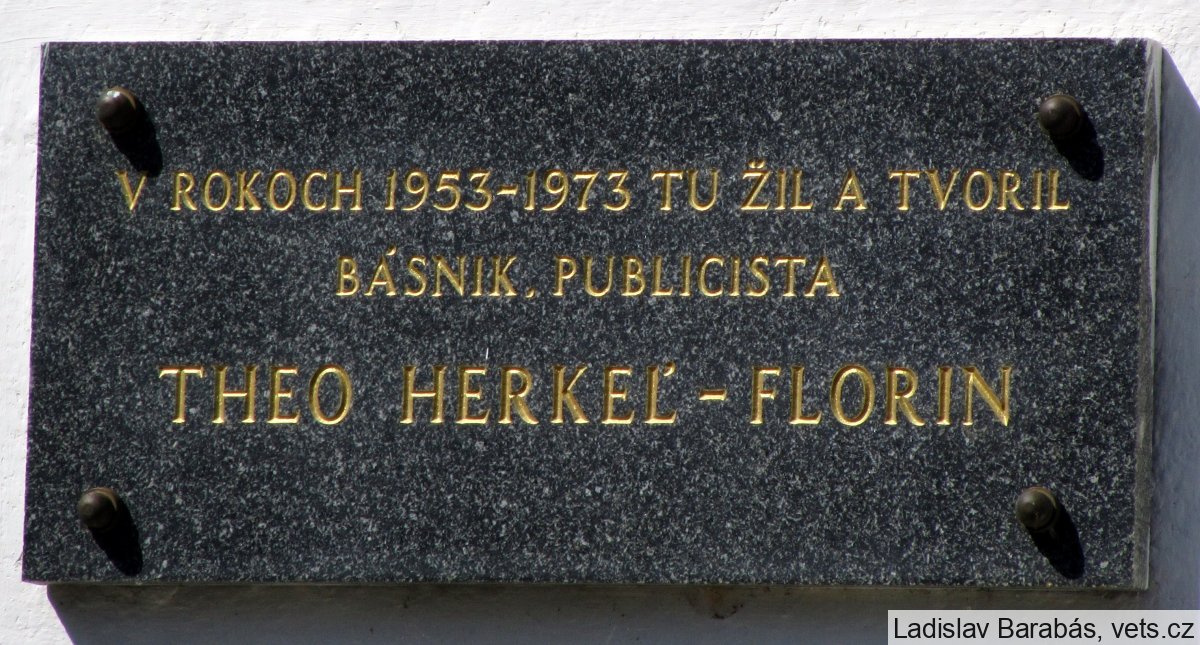 V ROKOCH 1953-1973 TU ŽIL A TVORIL
BÁSNIK, PUBLICISTA
THEO HERKEĽ - FLORIN
Ladislav Barabás, vets.cz